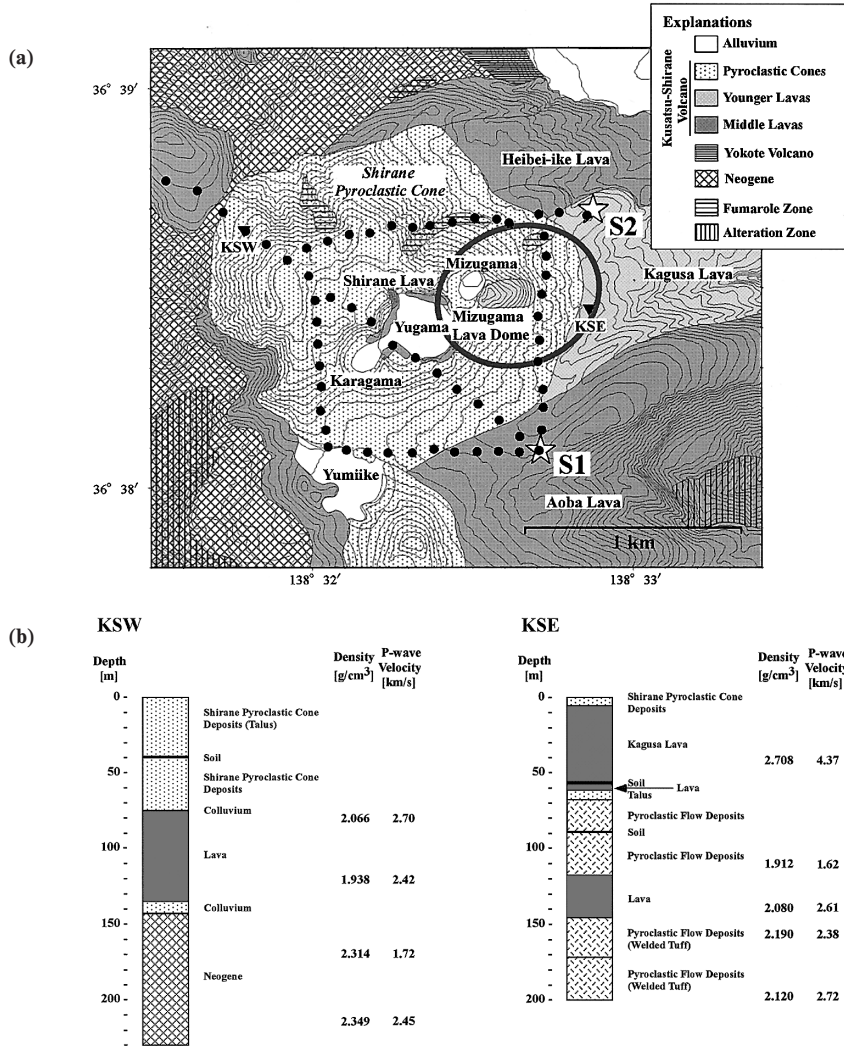 (a)
36° 39′
36° 38′
138° 32′
138° 33′
Shirane
Pyroclastic Cone
Heibei-ike Lava
S2
KSW
Shirane Lava
Mizugama
Kagusa Lava
Yugama
Mizugama
Lava Dome
KSE
Karagama
Yumiike
S1
Aoba Lava
1 km
Explanations
Kusatsu-Shirane
Volcano
Alluvium
Pyroclastic Cones
Younger Lavas
Middle Lavas
Yokote Volcano
Neogene
Fumarole Zone
Alteration Zone
(b)
KSW
Depth
[m]
Density
[g/cm3]
P-wave
Velocity
[km/s]
0
50
100
150
200
Shirane Pyroclastic Cone
Deposits (Talus)
Soil
Shirane Pyroclastic Cone
Deposits
Colluvium
Lava
Colluvium
Neogene
2.066 2.70
1.938 2.42
2.314 1.72
2.349 2.45
KSE
Depth
[m]
Density
[g/cm3]
P-wave
Velocity
[km/s]
0
50
100
150
200
Shirane Pyroclastic Cone
Deposits
Kagusa Lava
Soil
Lava
Talus
Pyroclastic Flow Deposits
Soil
Pyroclastic Flow Deposits
Lava
Pyroclastic Flow Deposits
(Welded Tuff)
Pyroclastic Flow Deposits
(Welded Tuff)
2.708 4.37
1.912 1.62
2.080 2.61
2.190 2.38
2.120 2.72